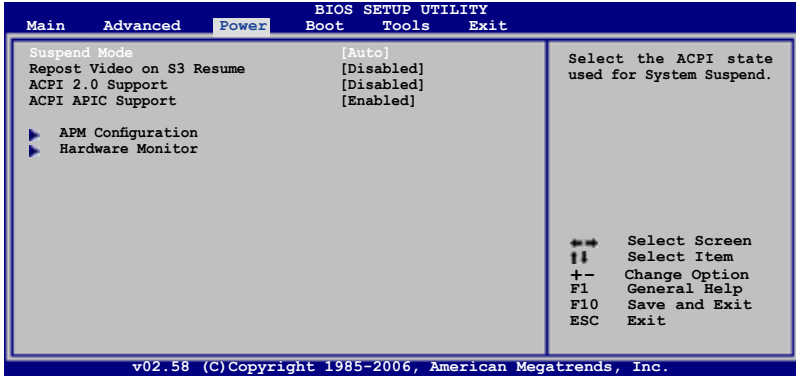 BIOS SETUP UTILITY
Main Advanced Power Boot Tools Exit
Suspend Mode [Auto]
Repost Video on S3 Resume [Disabled]
ACPI 2.0 Support [Disabled]
ACPI APIC Support [Enabled]
APM Configuration
Hardware Monitor
Select the ACPI state
used for System Suspend.
Select Screen
Select Item
+- Change Option
F1 General Help
F10 Save and Exit
ESC Exit
v02.58 (C)Copyright 1985-2006, American Megatrends, Inc.